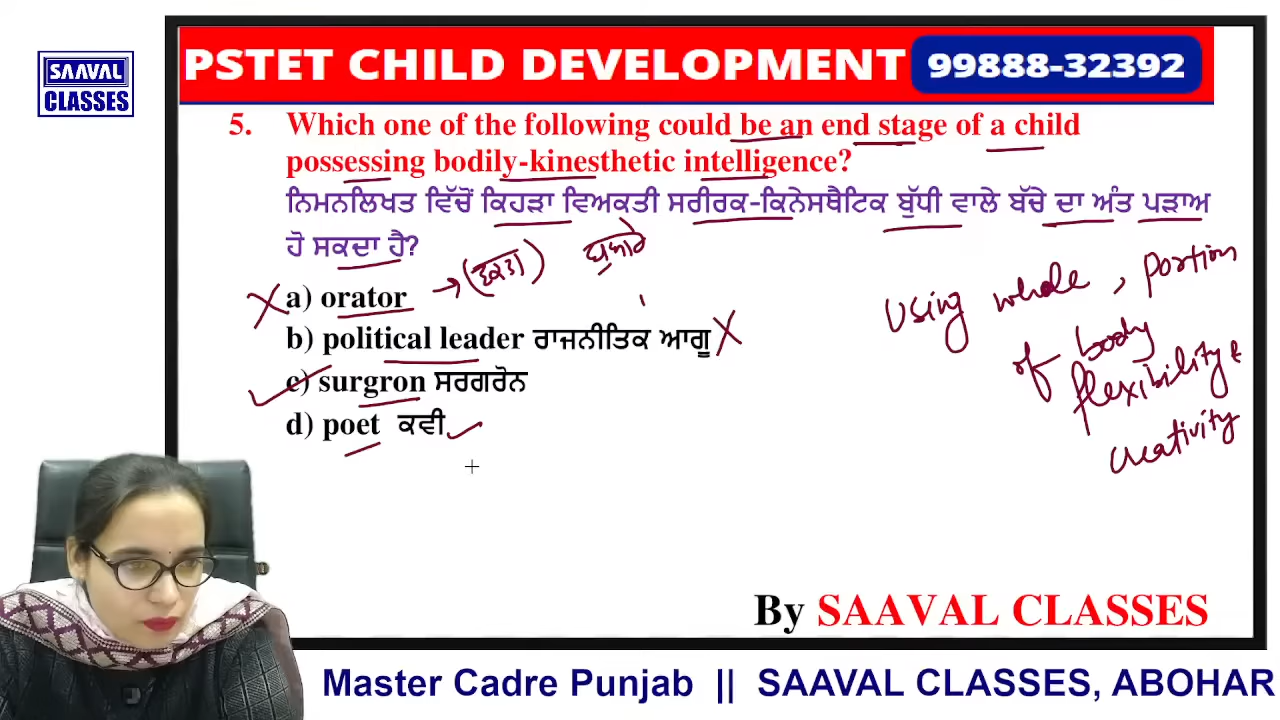 SAAVAL
CLASSES
PSTET CHILD DEVELOPMENT 99888-32392
5. Which one of the following could be an end stage of a child
possessing bodily-kinesthetic intelligence?
ਨਿਮਨਲਿਖਤ ਵਿੱਚੋਂ ਕਿਹੜਾ ਵਿਅਕਤੀ ਸਰੀਰਕ-ਕਿਨੇਸਥੈਟਿਕ ਬੁੱਧੀ ਵਾਲੇ ਬੱਚੇ ਦਾ ਅੰਤ ਪੜਾਅ
ਹੋ ਸਕਦਾ ਹੈ?
a) orator
b) political leader ਰਾਜਨੀਤਿਕ ਆਗੂ
c) surgron ਸਰਗਰੋਨ
d) poet ਕਵੀ
Using whole, portion
of body
flexibility &
creativity
By SAAVAL CLASSES
Master Cadre Punjab || SAAVAL CLASSES, ABOHAR